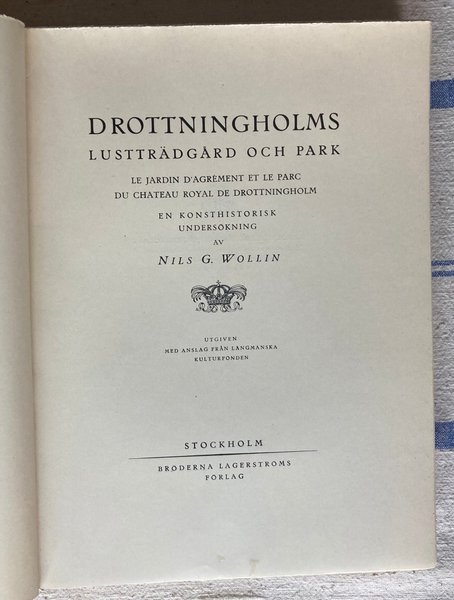 DROTTNINGHOLMS
LUSTTRÄDGÅRD OCH PARK
LE JARDIN D'AGRÉMENT ET LE PARC
DU CHATEAU ROYAL DE DROTTNINGHOLM
EN KONSTHISTORISK
UNDERSÖKNING
AV
NILS G. WOLLIN
UTGIVEN
MED ANSLAG FRÅN LÄNGMANSKA
KULTURFONDEN
STOCKHOLM
BRÖDERNA LAGERSTRÖMS
FÖRLAG